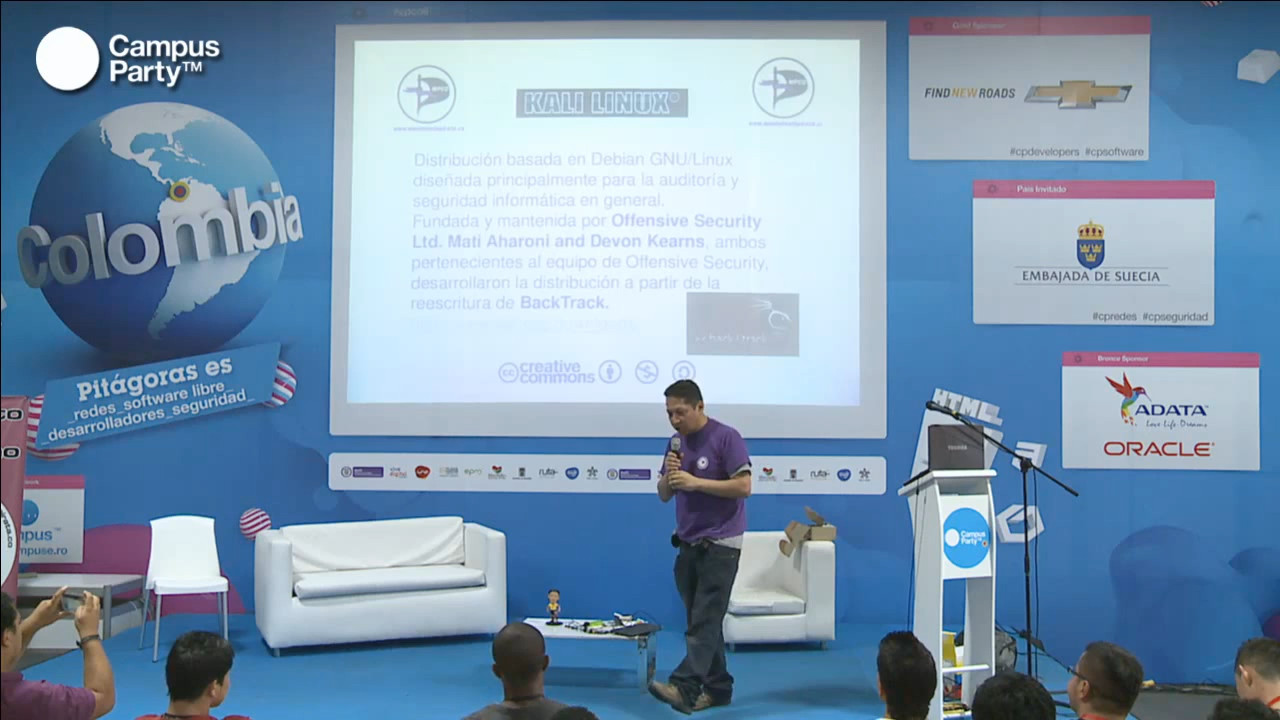 Campus
Party™
Colombia
Pitágoras es
_redes_software libre_
_desarrolladores_seguridad_
KALI LINUX
Distribución basada en Debian GNU/Linux
diseñada principalmente para la auditoría y
seguridad informática en general.
Fundada y mantenida por Offensive Security
Ltd. Mati Aharoni and Devon Kearns, ambos
pertenecientes al equipo de Offensive Security,
desarrollaron la distribución a partir de la
reescritura de BackTrack.
creative
commons
Gold Sponsor
FIND NEW ROADS
#cpdevelopers #cpsoftware
País Invitado
EMBAJADA DE SUECIA
#cpredes #cpseguridad
Bronce Sponsor
ADATA
Love Life Dreams
ORACLE
HTML
Campus
Party